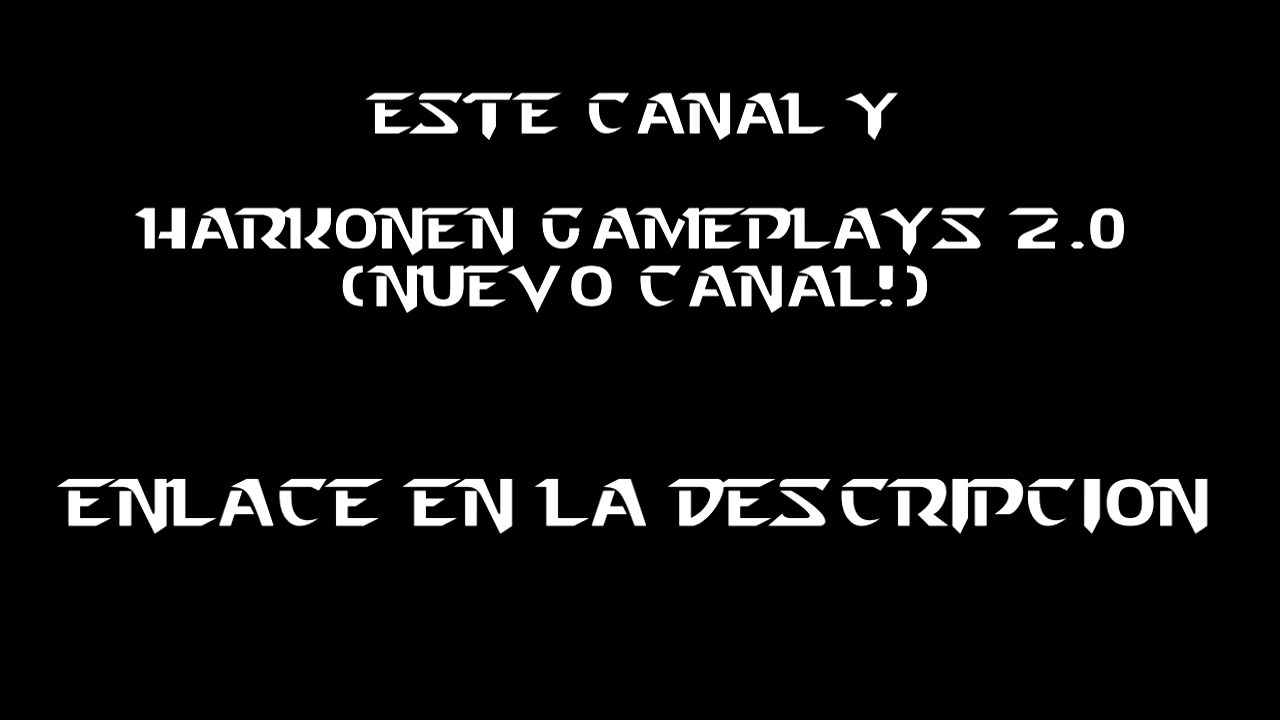 ESTE CANAL Y
HARKONEN GAMEPLAYS 2.0
(NUEVO CANAL!)
ENLACE EN LA DESCRIPCION